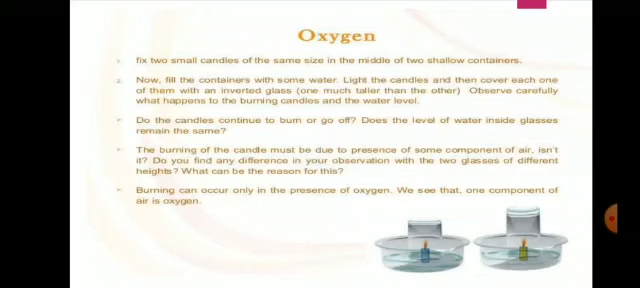 Oxygen
1. fix two small candles of the same size in the middle of two shallow containers.
2. Now, fill the containers with some water. Light the candles and then cover each one
of them with an inverted glass (one much taller than the other) Observe carefully
what happens to the burning candles and the water level.
Do the candles continue to burn or go off? Does the level of water inside glasses
remain the same?
The burning of the candle must be due to presence of some component of air, isn't
it? Do you find any difference in your observation with the two glasses of different
heights? What can be the reason for this?
Burning can occur only in the presence of oxygen. We see that, one component of
air is oxygen.